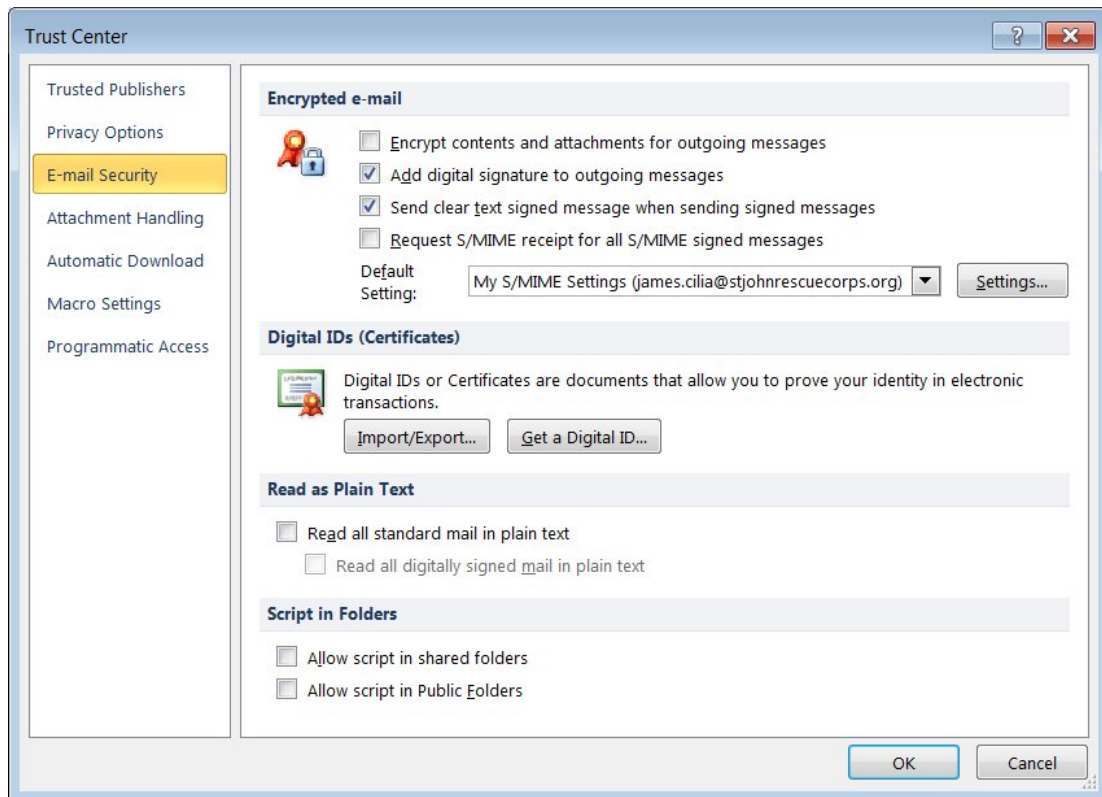 Trust Center
Trusted Publishers
Privacy Options
E-mail Security
Attachment Handling
Automatic Download
Macro Settings
Programmatic Access
Encrypted e-mail
Encrypt contents and attachments for outgoing messages
Add digital signature to outgoing messages
Send clear text signed message when sending signed messages
Request S/MIME receipt for all S/MIME signed messages
Default
Setting:
My S/MIME Settings (james.cilia@stjohnrescuecorps.org)
Settings...
Digital IDs (Certificates)
Digital IDs or Certificates are documents that allow you to prove your identity in electronic
transactions.
Import/Export...
Get a Digital ID...
Read as Plain Text
Read all standard mail in plain text
Read all digitally signed mail in plain text
Script in Folders
Allow script in shared folders
Allow script in Public Folders
OK
Cancel